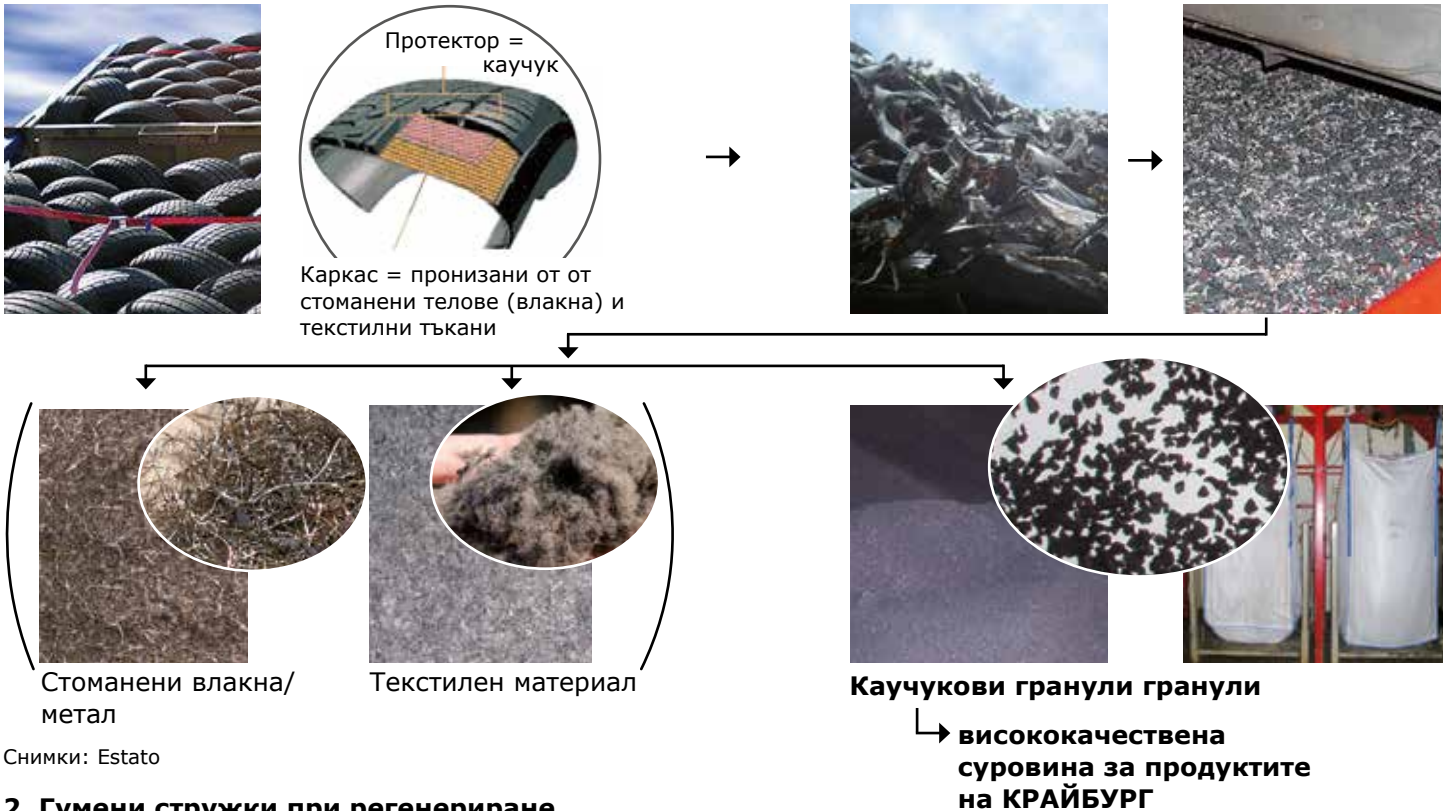 Протектор =
каучук
Каркас = пронизани от от
стоманени телове (влакна) и
текстилни тъкани
Стоманени влакна/
метал
Текстилен материал
Каучукови гранули гранули
висококачествена
суровина за продуктите
на КРАЙБУРГ
Снимки: Estato
2. Гумени стружки при регенериране